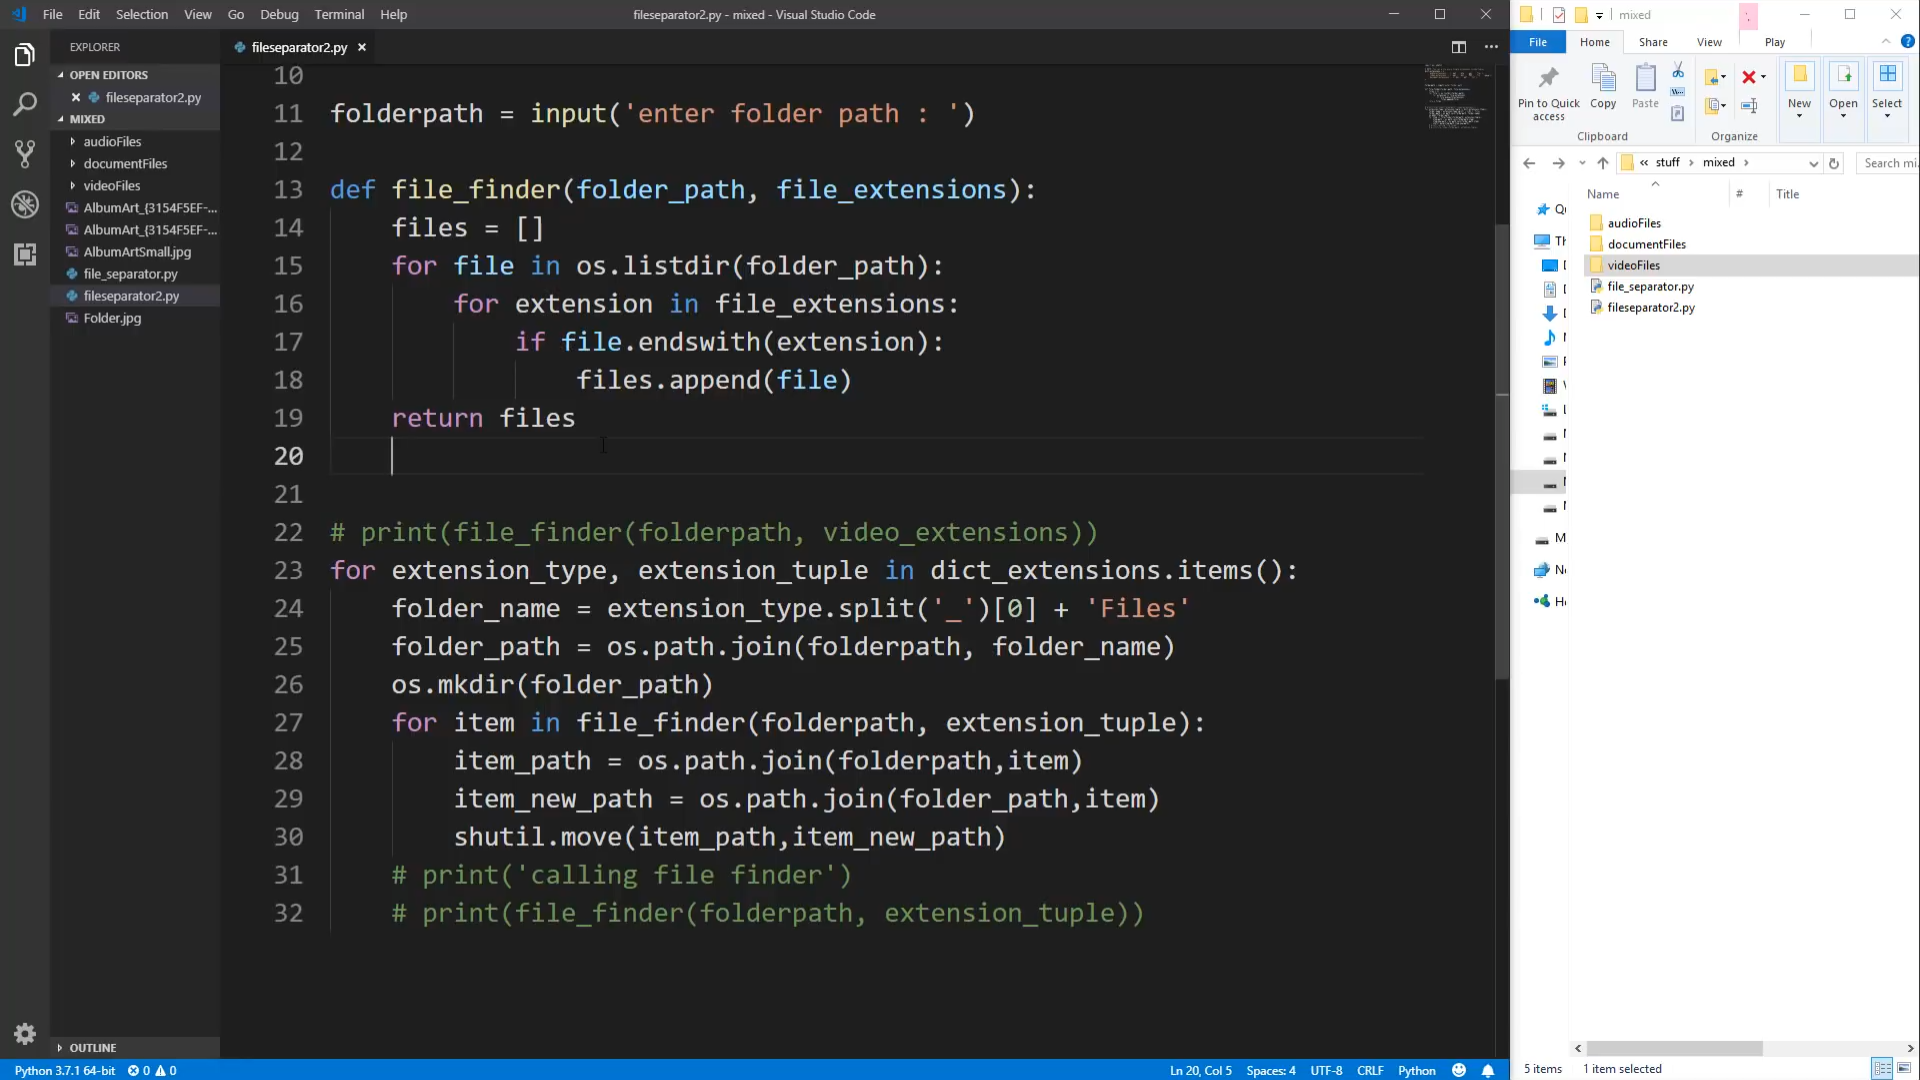 File Edit Selection View Go Debug Terminal Help
fileseparator2.py - mixed - Visual Studio Code
EXPLORER
OPEN EDITORS
fileseparator2.py
MIXED
audioFiles
documentFiles
videoFiles
AlbumArt_{3154F5EF-...
AlbumArt_{3154F5EF-...
AlbumArtSmall.jpg
file_separator.py
fileseparator2.py
Folder.jpg
OUTLINE
fileseparator2.py
10
11 folderpath = input('enter folder path : ')
12
13 def file_finder(folder_path, file_extensions):
14 files = []
15 for file in os.listdir(folder_path):
16 for extension in file_extensions:
17 if file.endswith(extension):
18 files.append(file)
19 return files
20
21
22 # print(file_finder(folderpath, video_extensions))
23 for extension_type, extension_tuple in dict_extensions.items():
24 folder_name = extension_type.split('_')[0] + 'Files'
25 folder_path = os.path.join(folderpath, folder_name)
26 os.mkdir(folder_path)
27 for item in file_finder(folderpath, extension_tuple):
28 item_path = os.path.join(folderpath,item)
29 item_new_path = os.path.join(folder_path,item)
30 shutil.move(item_path,item_new_path)
31 # print('calling file finder')
32 # print(file_finder(folderpath, extension_tuple))
Python 3.7.1 64-bit 0 0
Ln 20, Col 5 Spaces: 4 UTF-8 CRLF Python
mixed
File Home Share View Play
Pin to Quick access
Copy
Paste
New
Open
Select
Clipboard
Organize
« stuff › mixed ›
Search mi
Name # Title
audioFiles
documentFiles
videoFiles
file_separator.py
fileseparator2.py
5 items 1 item selected